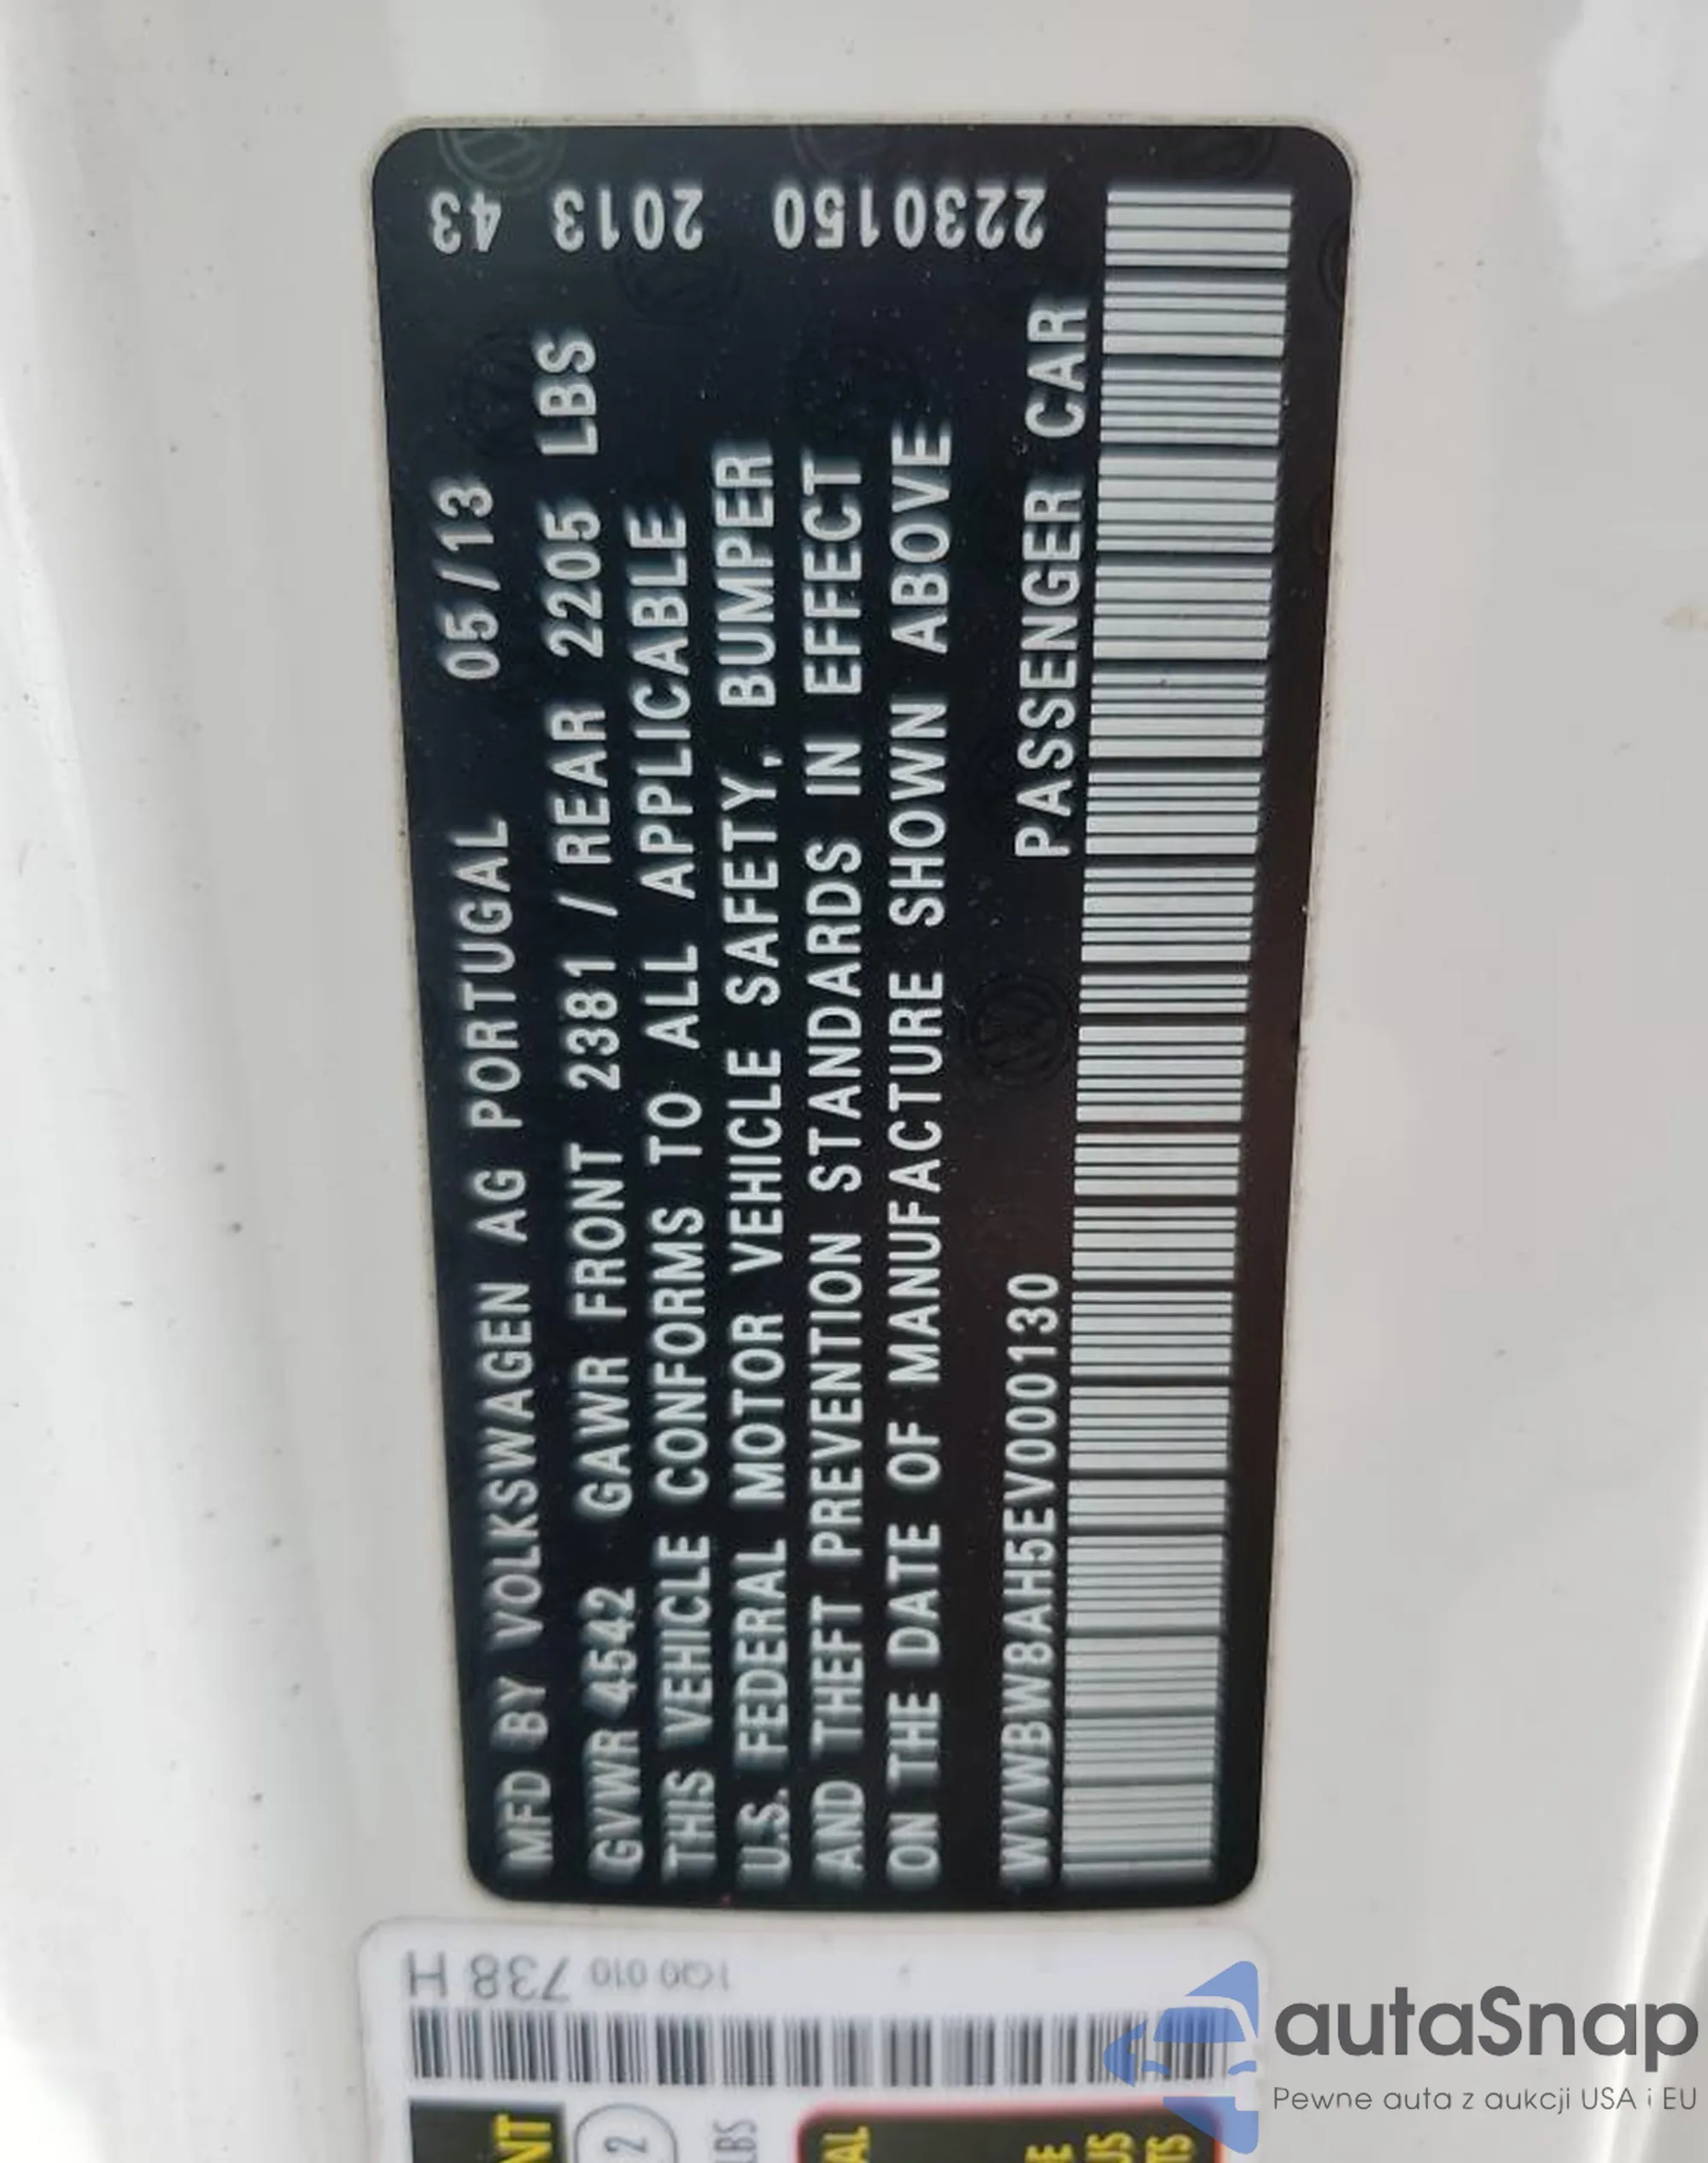 MFD BY VOLKSWAGEN AG PORTUGAL 05/13
GVWR 4542 GAWR FRONT 2381 / REAR 2205 LBS
THIS VEHICLE CONFORMS TO ALL APPLICABLE
U.S. FEDERAL MOTOR VEHICLE SAFETY, BUMPER
AND THEFT PREVENTION STANDARDS IN EFFECT
ON THE DATE OF MANUFACTURE SHOWN ABOVE
WVWBW8AH5EV000130 PASSENGER CAR
43 2013 2230150
1Q0 010 738 H
LBS
autaSnap
Pewne auta z aukcji USA i EU